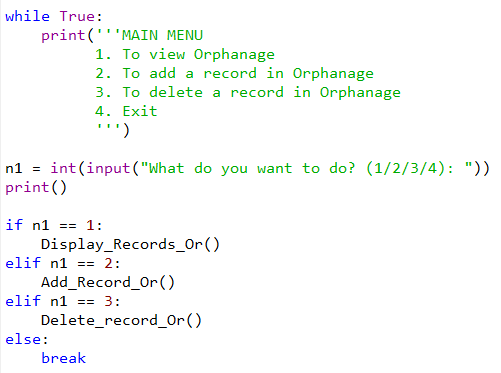 while True:
    print('''MAIN MENU
          1. To view Orphanage
          2. To add a record in Orphanage
          3. To delete a record in Orphanage
          4. Exit
          ''')
n1 = int(input("What do you want to do? (1/2/3/4): "))
print()
if n1 == 1:
    Display_Records_Or()
elif n1 == 2:
    Add_Record_Or()
elif n1 == 3:
    Delete_record_Or()
else:
    break